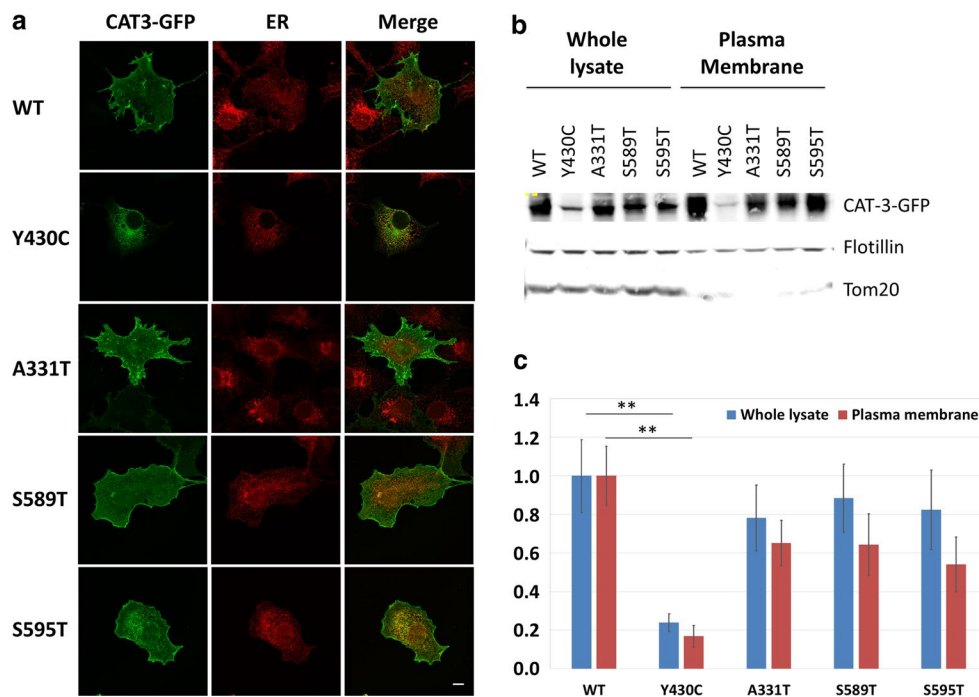 a
CAT3-GFP ER Merge
WT
Y430C
A331T
S589T
S595T
b
Whole lysate
Plasma Membrane
WT Y430C A331T S589T S595T WT Y430C A331T S589T S595T
CAT-3-GFP
Flotillin
Tom20
c
1.4
1.2
1.0
0.8
0.6
0.4
0.2
0.0
** 
**
Whole lysate Plasma membrane
WT Y430C A331T S589T S595T